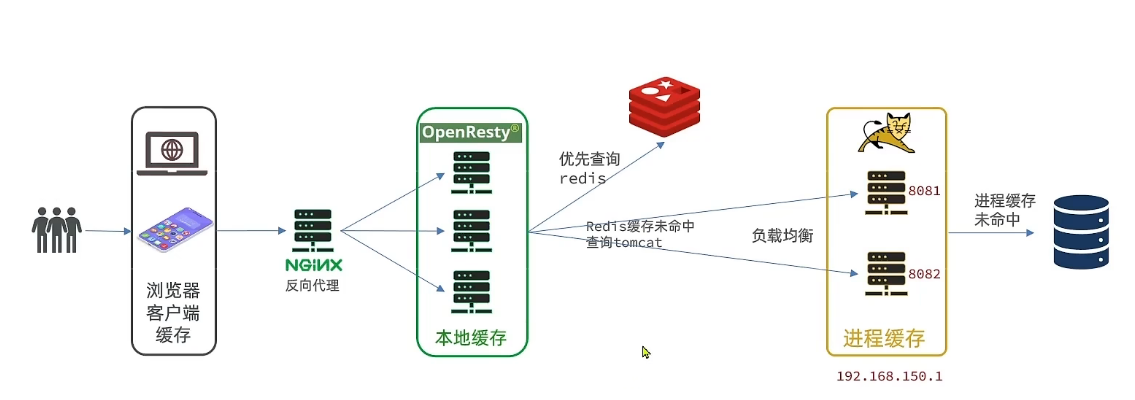 浏览器
客户端
缓存
NGiNX
反向代理
OpenResty®
本地缓存
优先查询
redis
Redis缓存未命中
查询tomcat
负载均衡
8081
8082
进程缓存
192.168.150.1
进程缓存
未命中